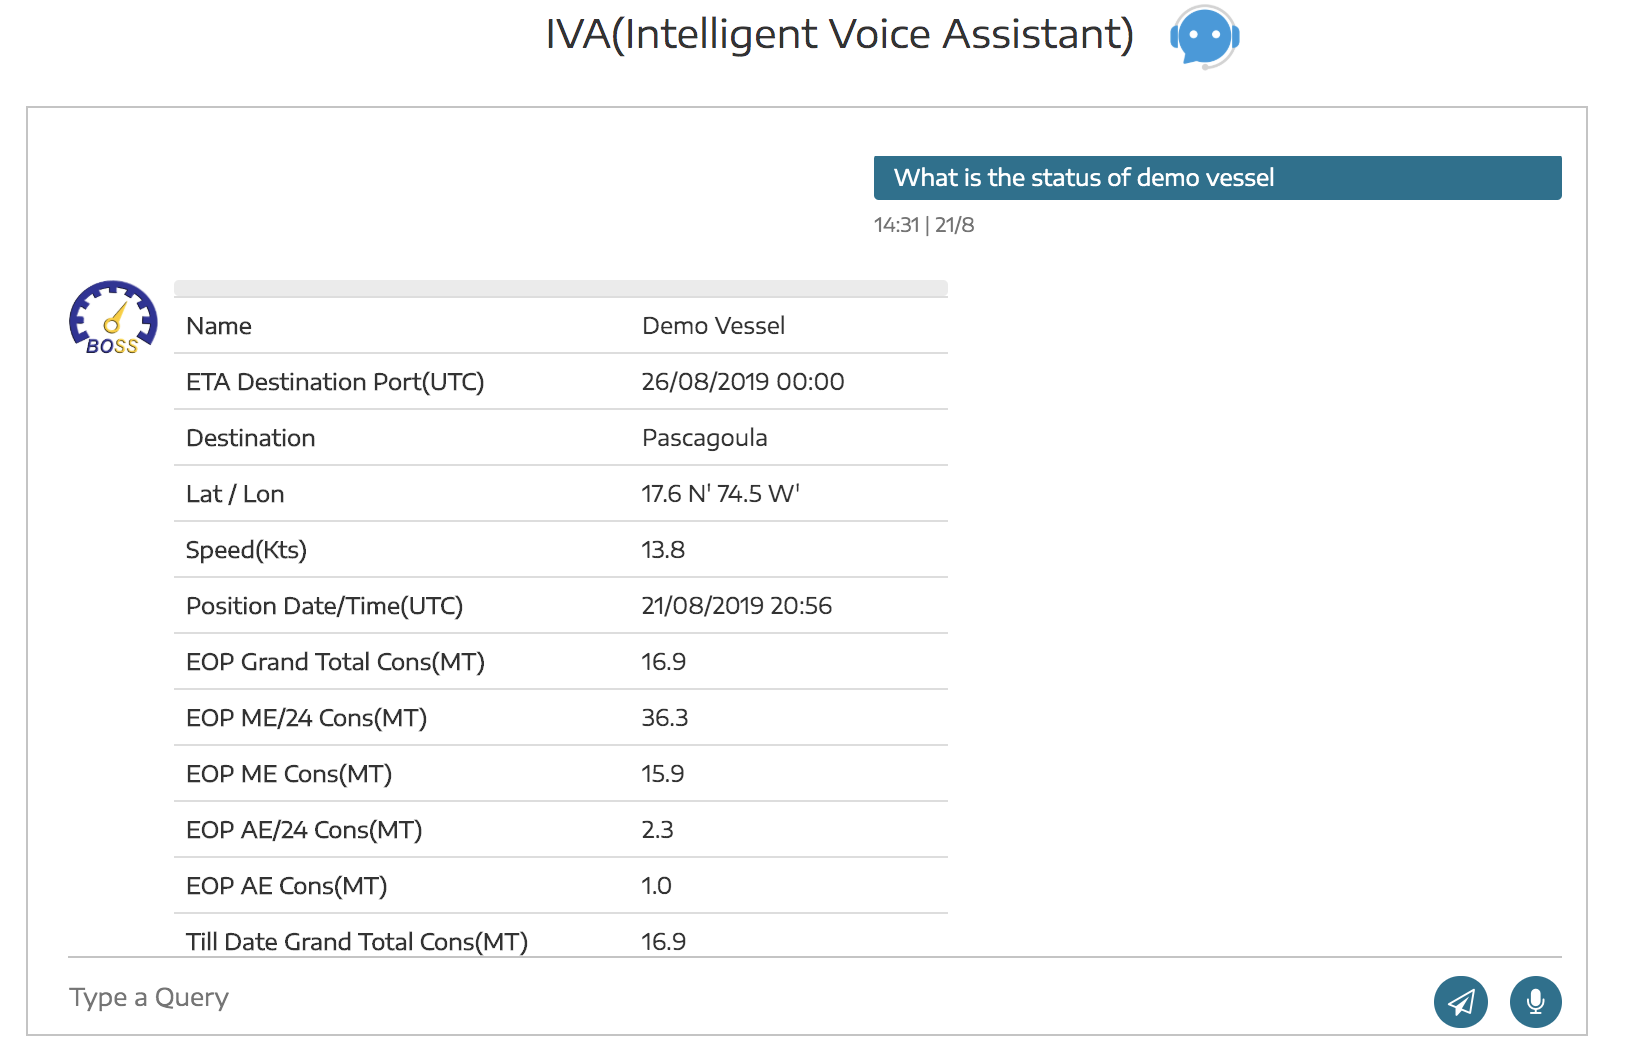 IVA(Intelligent Voice Assistant)
What is the status of demo vessel
14:31 | 21/8
BOSS
Name Demo Vessel
ETA Destination Port(UTC) 26/08/2019 00:00
Destination Pascagoula
Lat / Lon 17.6 N' 74.5 W'
Speed(Kts) 13.8
Position Date/Time(UTC) 21/08/2019 20:56
EOP Grand Total Cons(MT) 16.9
EOP ME/24 Cons(MT) 36.3
EOP ME Cons(MT) 15.9
EOP AE/24 Cons(MT) 2.3
EOP AE Cons(MT) 1.0
Till Date Grand Total Cons(MT) 16.9
Type a Query